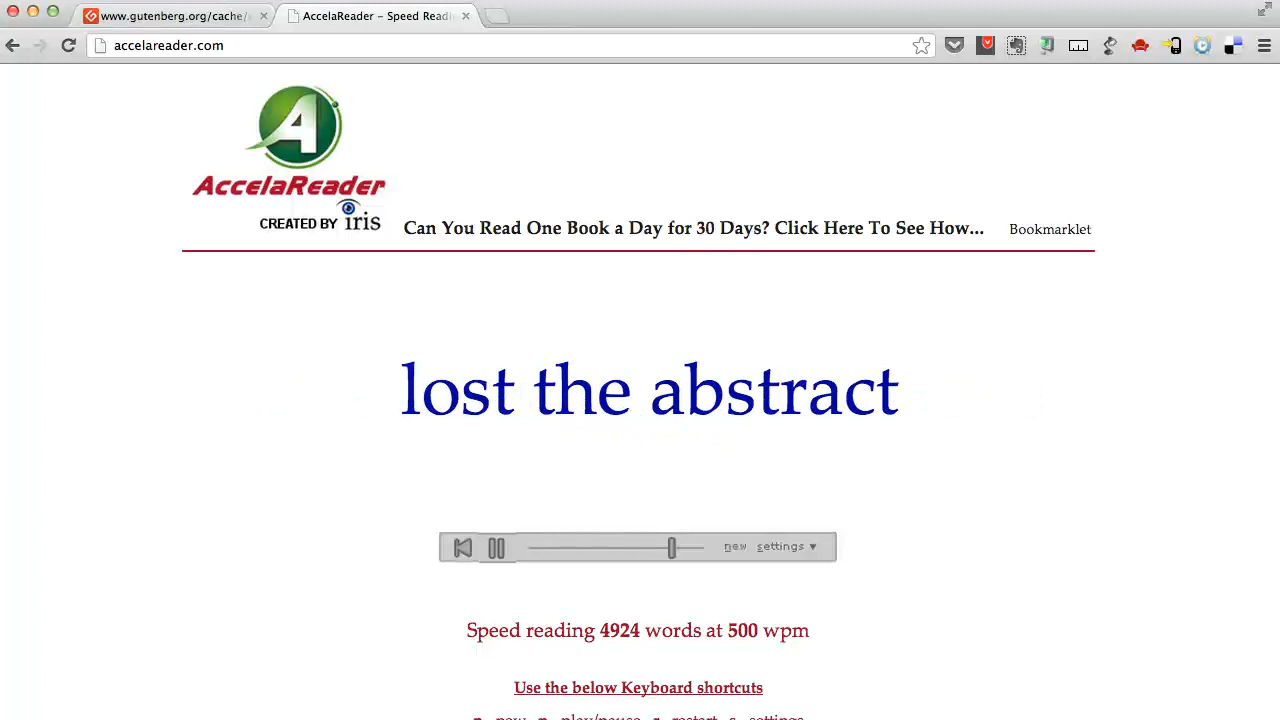 www.gutenberg.org/cache/
AccelaReader – Speed Readi
accelareader.com
A
AccelaReader
CREATED BY iris
Can You Read One Book a Day for 30 Days? Click Here To See How...
Bookmarklet
lost the abstract
new settings ▼
Speed reading 4924 words at 500 wpm
Use the below Keyboard shortcuts